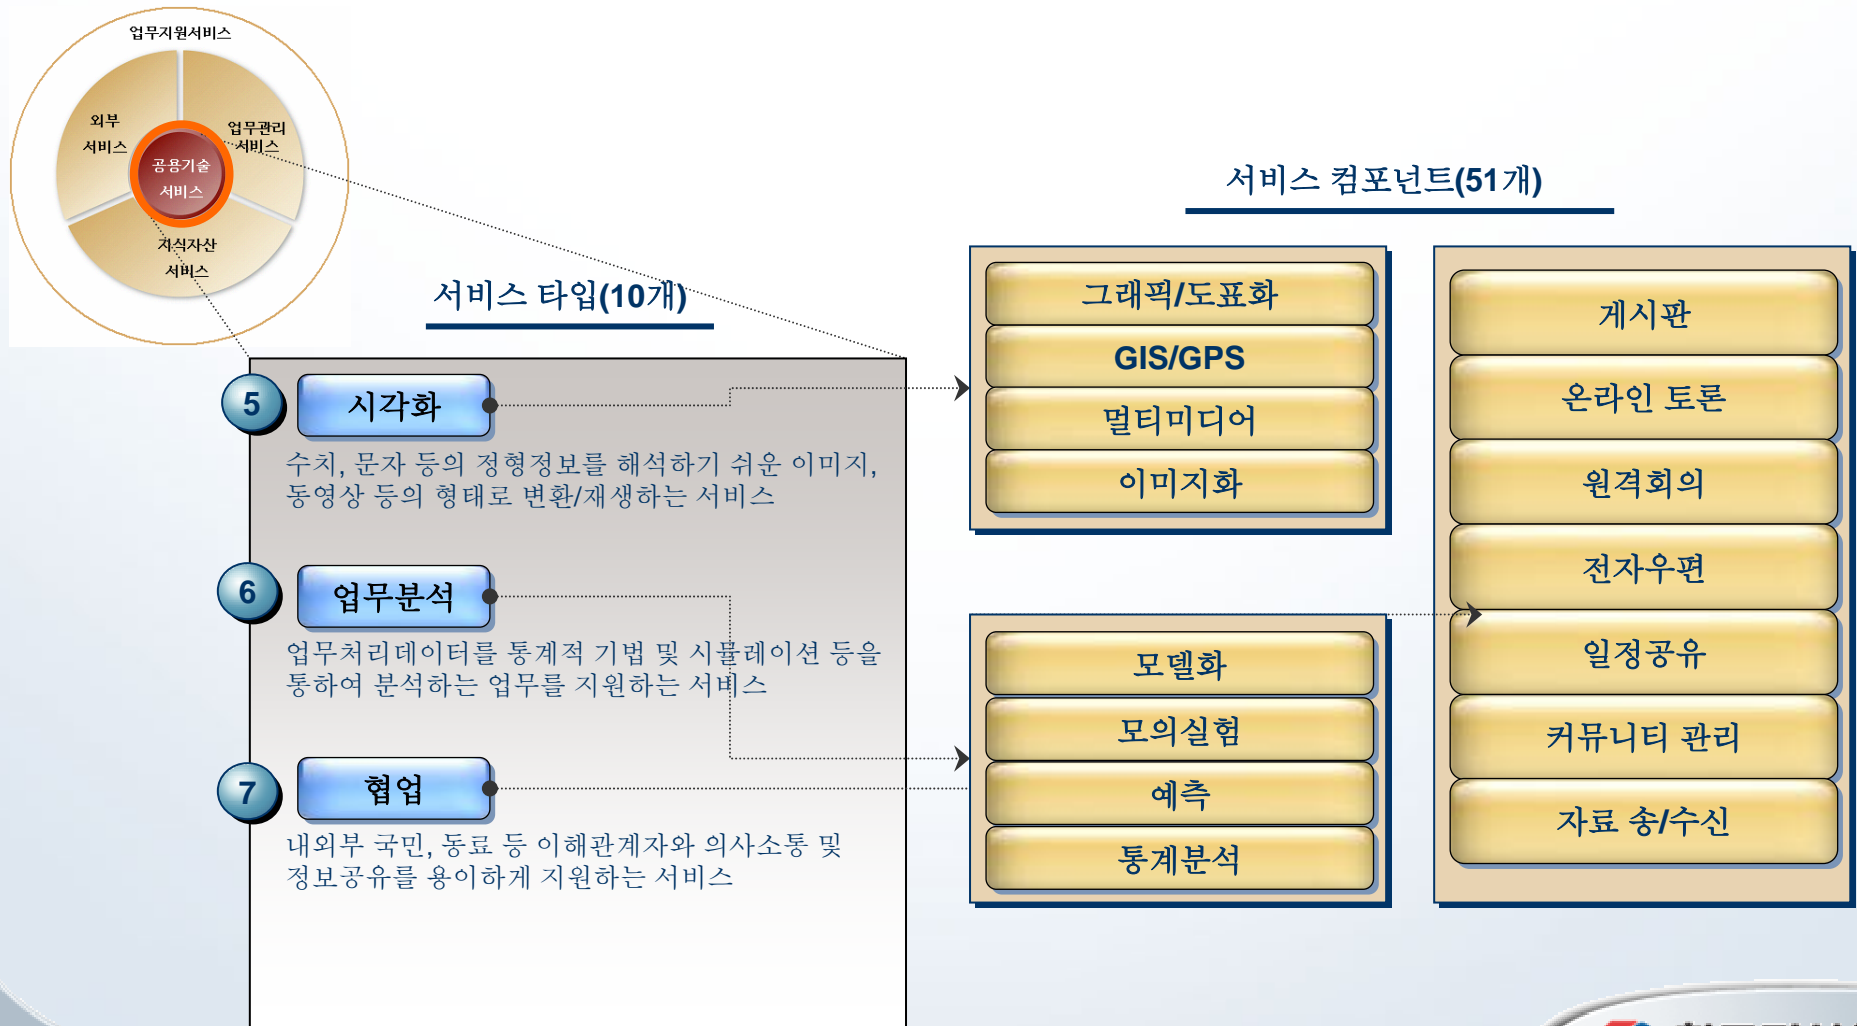 업무지원서비스
외부
서비스
업무관리
서비스
공용기술
서비스
지식자산
서비스
서비스 타입(10개)
서비스 컴포넌트(51개)
5
시각화
수치, 문자 등의 정형정보를 해석하기 쉬운 이미지,
동영상 등의 형태로 변환/재생하는 서비스
6
업무분석
업무처리데이터를 통계적 기법 및 시뮬레이션 등을
통하여 분석하는 업무를 지원하는 서비스
7
협업
내외부 국민, 동료 등 이해관계자와 의사소통 및
정보공유를 용이하게 지원하는 서비스
그래픽/도표화
GIS/GPS
멀티미디어
이미지화
모델화
모의실험
예측
통계분석
게시판
온라인 토론
원격회의
전자우편
일정공유
커뮤니티 관리
자료 송/수신